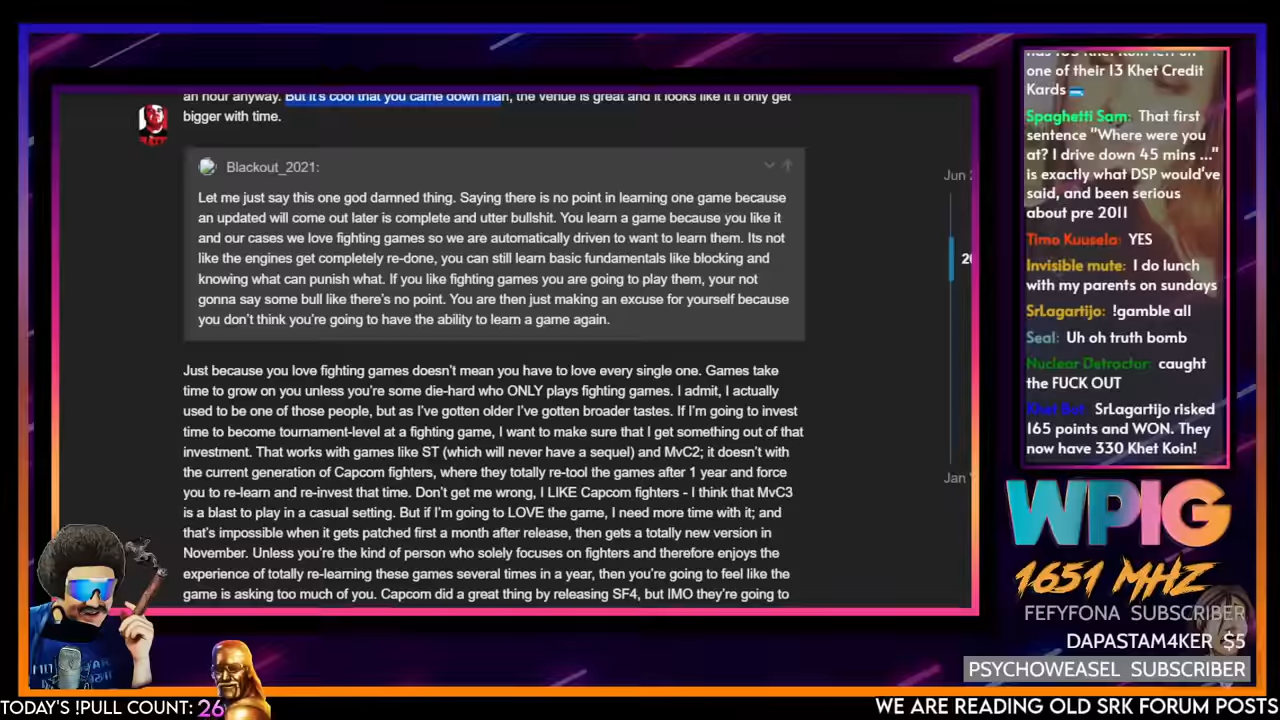 an hour anyway. But it's cool that you came down man, the venue is great and it looks like it'll only get
bigger with time.
Blackout_2021:
Let me just say this one god damned thing. Saying there is no point in learning one game because
an updated will come out later is complete and utter bullshit. You learn a game because you like it
and our cases we love fighting games so we are automatically driven to want to learn them. Its not
like the engines get completely re-done, you can still learn basic fundamentals like blocking and
knowing what can punish what. If you like fighting games you are going to play them, your not
gonna say some bull like there's no point. You are then just making an excuse for yourself because
you don't think you're going to have the ability to learn a game again.
Just because you love fighting games doesn't mean you have to love every single one. Games take
time to grow on you unless you're some die-hard who ONLY plays fighting games. I admit, I actually
used to be one of those people, but as I've gotten older I've gotten broader tastes. If I'm going to invest
time to become tournament-level at a fighting game, I want to make sure that I get something out of that
investment. That works with games like ST (which will never have a sequel) and MvC2; it doesn't with
the current generation of Capcom fighters, where they totally re-tool the games after 1 year and force
you to re-learn and re-invest that time. Don't get me wrong, I LIKE Capcom fighters - I think that MvC3
is a blast to play in a casual setting. But if I'm going to LOVE the game, I need more time with it; and
that's impossible when it gets patched first a month after release, then gets a totally new version in
November. Unless you're the kind of person who solely focuses on fighters and therefore enjoys the
experience of totally re-learning these games several times in a year, then you're going to feel like the
game is asking too much of you. Capcom did a great thing by releasing SF4, but IMO they're going to
Jun
20
Jan
one of their 13 Khet Credit
Kards
Spaghetti Sam: That first
sentence "Where were you
at? I drive down 45 mins ..."
is exactly what DSP would've
said, and been serious
about pre 2011
Timo Kuusela: YES
Invisible mute: I do lunch
with my parents on sundays
SrLagartijo: !gamble all
Seal: Uh oh truth bomb
Nuclear Detroctor: caught
the FUCK OUT
Khet Bot: SrLagartijo risked
165 points and WON. They
now have 330 Khet Koin!
WPIG
1651 MHZ
FEFYFONA SUBSCRIBER
DAPASTAM4KER $5
PSYCHOWEASEL SUBSCRIBER
TODAY'S !PULL COUNT: 26
WE ARE READING OLD SRK FORUM POSTS